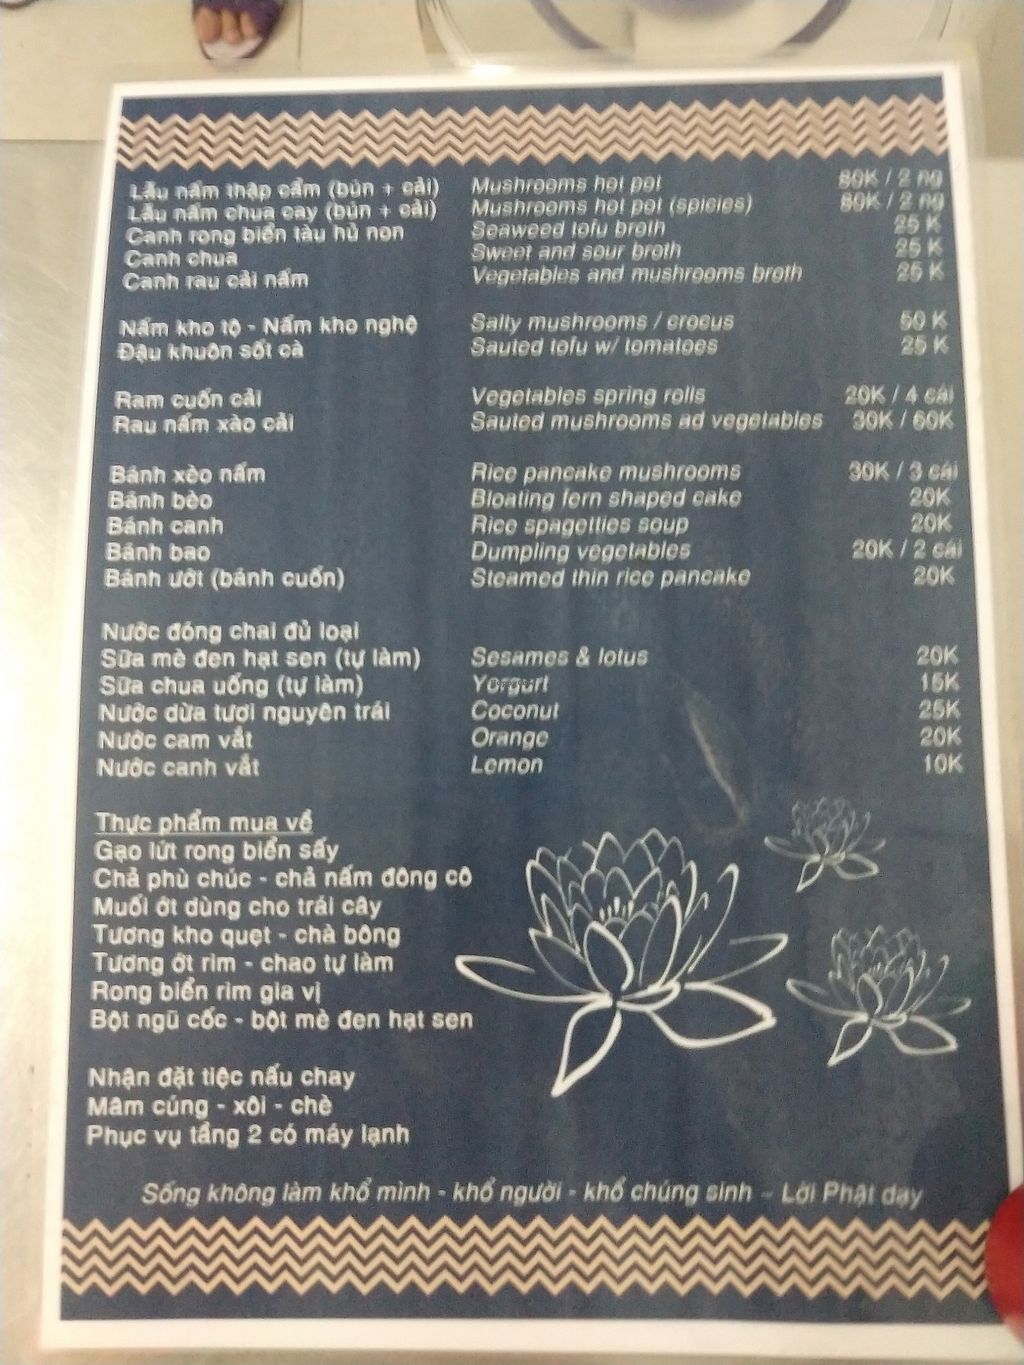 Lẩu nấm thập cẩm (bún + cải) Mushrooms hot pot 80K / 2 ng
Lẩu nấm chua cay (bún + cải) Mushrooms hot pot (spicies) 80K / 2 ng
Canh rong biển tàu hủ non Seaweed tofu broth 25 K
Canh chua Sweet and sour broth 25 K
Canh rau cải nấm Vegetables and mushrooms broth 25 K
Nấm kho tộ - Nấm kho nghệ Salty mushrooms / crocus 50 K
Đậu khuôn sốt cà Sauted tofu w/ tomatoes 25 K
Ram cuốn cải Vegetables spring rolls 20K / 4 cái
Rau nấm xào cải Sauted mushrooms ad vegetables 30K / 60K
Bánh xèo nấm Rice pancake mushrooms 30K / 3 cái
Bánh bèo Bloating fern shaped cake 20K
Bánh canh Rice spagetties soup 20K
Bánh bao Dumpling vegetables 20K / 2 cái
Bánh ướt (bánh cuốn) Steamed thin rice pancake 20K
Nước đóng chai đủ loại
Sữa mè đen hạt sen (tự làm) Sesames & lotus 20K
Sữa chua uống (tự làm) Yogurt 15K
Nước dừa tươi nguyên trái Coconut 25K
Nước cam vắt Orange 20K
Nước canh vắt Lemon 10K
Thực phẩm mua về
Gạo lứt rong biển sấy
Chả phù chúc - chả nấm đông cô
Muối ớt dùng cho trái cây
Tương kho quẹt - chà bông
Tương ớt rim - chao tự làm
Rong biển rim gia vị
Bột ngũ cốc - bột mè đen hạt sen
Nhận đặt tiệc nấu chay
Mâm cúng - xôi - chè
Phục vụ tầng 2 có máy lạnh
Sống không làm khổ mình - khổ người - khổ chúng sinh - Lời Phật dạy